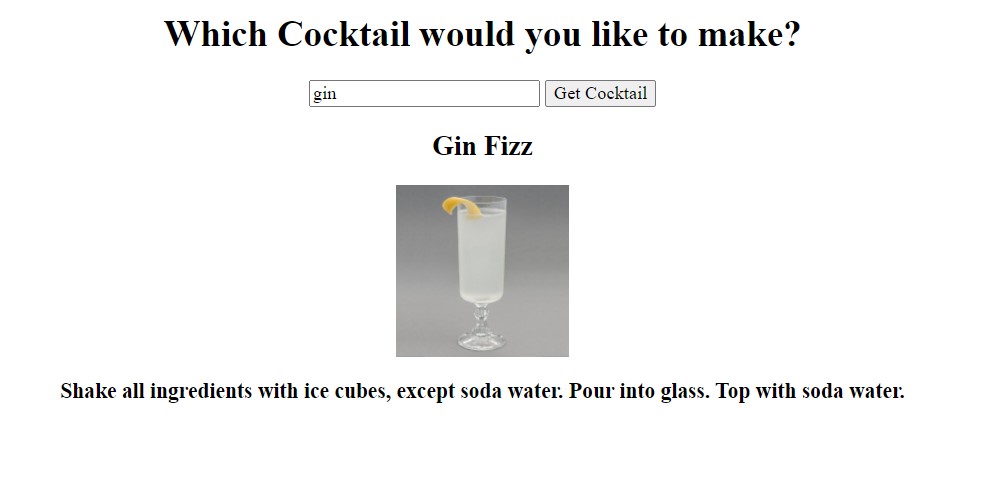 Which Cocktail would you like to make?
gin Get Cocktail
Gin Fizz
Shake all ingredients with ice cubes, except soda water. Pour into glass. Top with soda water.